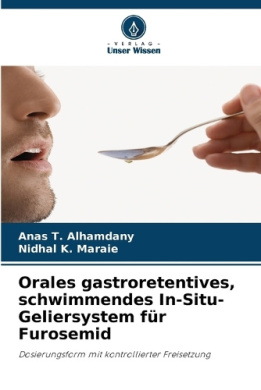 VERLAG
Unser Wissen
Anas T. Alhamdany
Nidhal K. Maraie
Orales gastroretentives,
schwimmendes In-Situ-
Geliersystem für
Furosemid
Dosierungsform mit kontrollierter Freisetzung